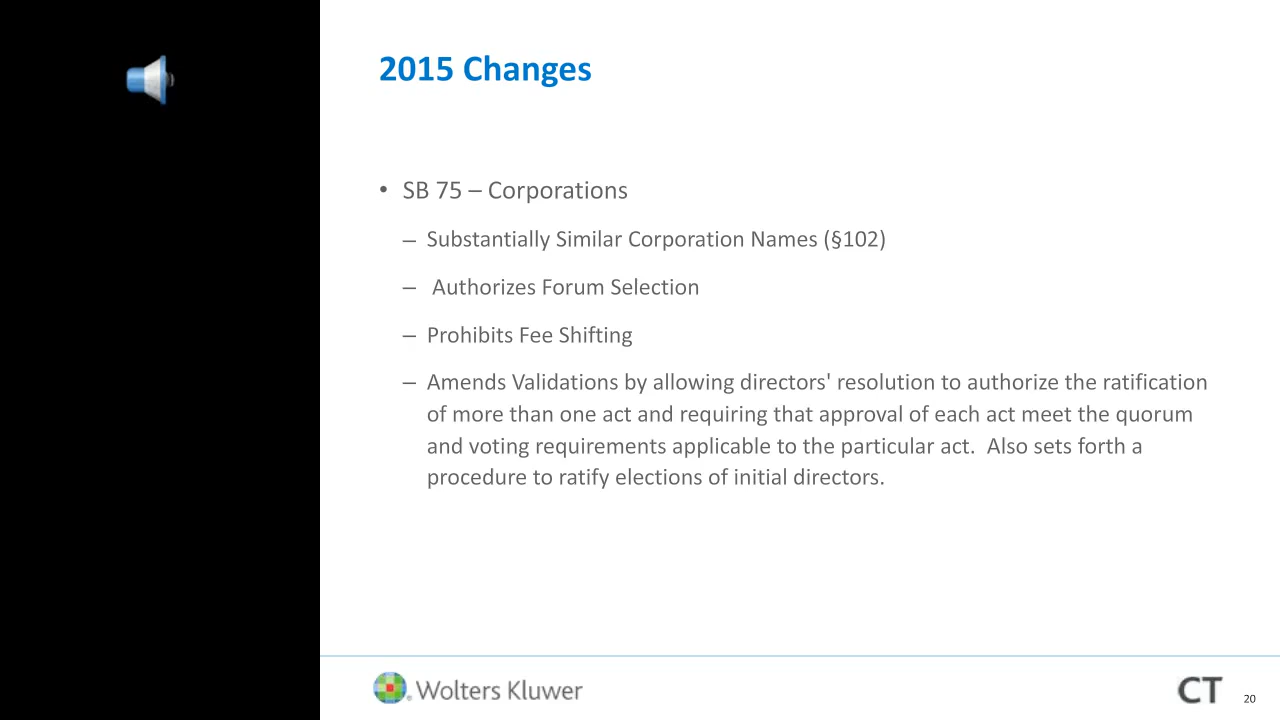 2015 Changes
• SB 75 – Corporations
– Substantially Similar Corporation Names (§102)
– Authorizes Forum Selection
– Prohibits Fee Shifting
– Amends Validations by allowing directors' resolution to authorize the ratification
of more than one act and requiring that approval of each act meet the quorum
and voting requirements applicable to the particular act.  Also sets forth a
procedure to ratify elections of initial directors.
Wolters Kluwer
CT
20